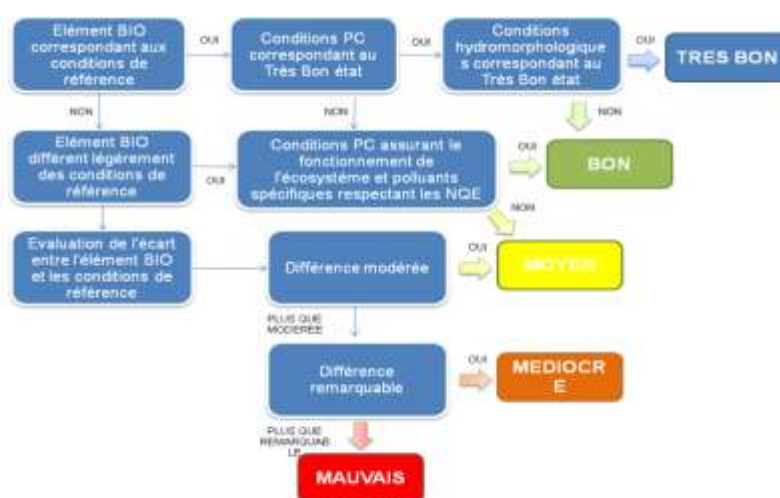 Elément BIO
correspondant aux
conditions de
référence
OUI
Conditions PC
correspondant au
Très Bon état
OUI
Conditions
hydromorphologique
s correspondant au
Très Bon état
OUI
TRES BON
NON
NON
NON
Elément BIO
différent légèrement
des conditions de
référence
OUI
Conditions PC assurant le
fonctionnement de
l'écosystème et polluants
spécifiques respectant les NQE
OUI
BON
NON
Evaluation de l'écart
entre l'élément BIO
et les conditions de
référence
Différence modérée
OUI
MOYEN
PLUS QUE
MODEREE
Différence
remarquable
OUI
MEDIOCR
E
PLUS QUE
REMARQUAB
LE
MAUVAIS